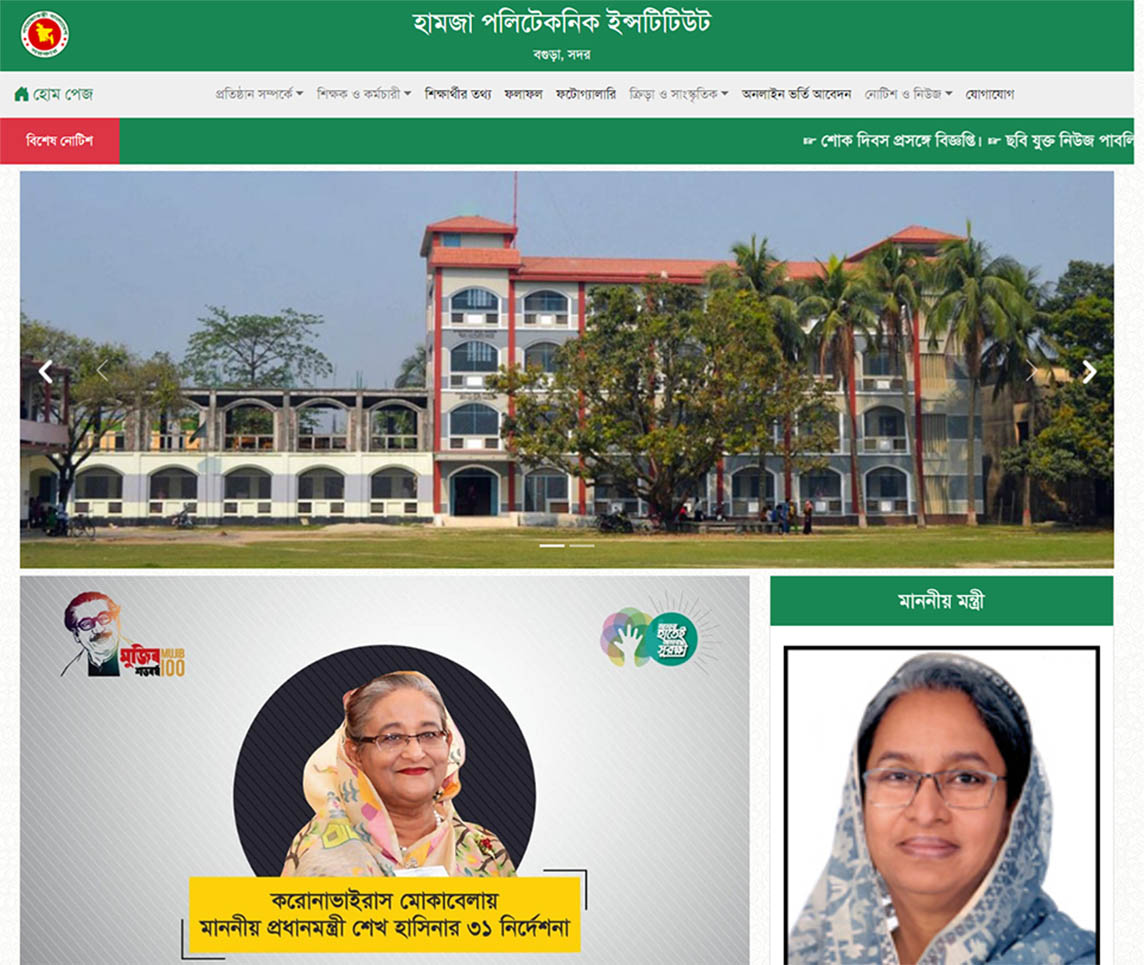 হামজা পলিটেকনিক ইন্সটিটিউট
বগুড়া, সদর
হোম পেজ
প্রতিষ্ঠান সম্পর্কে শিক্ষক ও কর্মচারী শিক্ষার্থীর তথ্য ফলাফল ফটোগ্যালারি ক্রিড়া ও সাংস্কৃতিক অনলাইন ভর্তি আবেদন নোটিশ ও নিউজ যোগাযোগ
বিশেষ নোটিশ
☞ শোক দিবস প্রসঙ্গে বিজ্ঞপ্তি। ☞ ছবি যুক্ত নিউজ পাবলি
মুজিব
শতবর্ষ
MUJIB
100
মাননীয় মন্ত্রী
করোনাভাইরাস মোকাবেলায়
মাননীয় প্রধানমন্ত্রী শেখ হাসিনার ৩১ নির্দেশনা